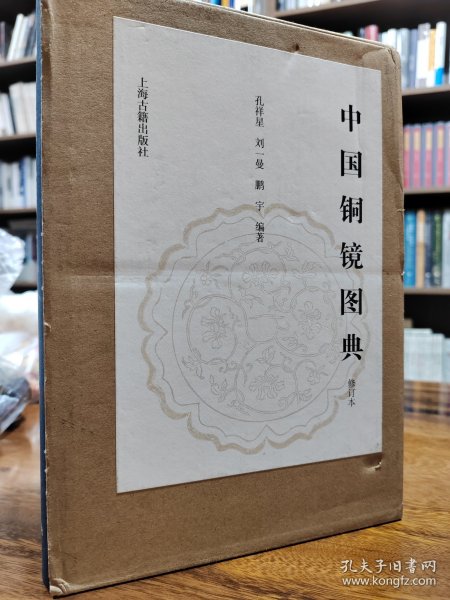 中国铜镜图典
修订本
孔祥星 刘一曼 鹏宇 编著
上海古籍出版社
孔夫子旧书网
www.kongfz.com